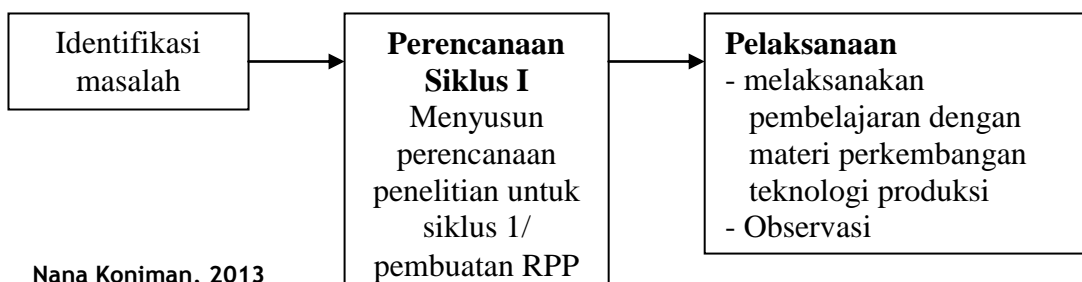 Identifikasi
masalah
Perencanaan
Siklus I
Menyusun
perencanaan
penelitian untuk
siklus 1/
pembuatan RPP
Pelaksanaan
- melaksanakan
pembelajaran dengan
materi perkembangan
teknologi produksi
- Observasi
Nana Koniman, 2013